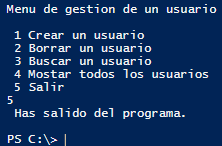 Menu de gestion de un usuario
1 Crear un usuario
2 Borrar un usuario
3 Buscar un usuario
4 Mostar todos los usuarios
5 Salir
5
Has salido del programa.
PS C:\>